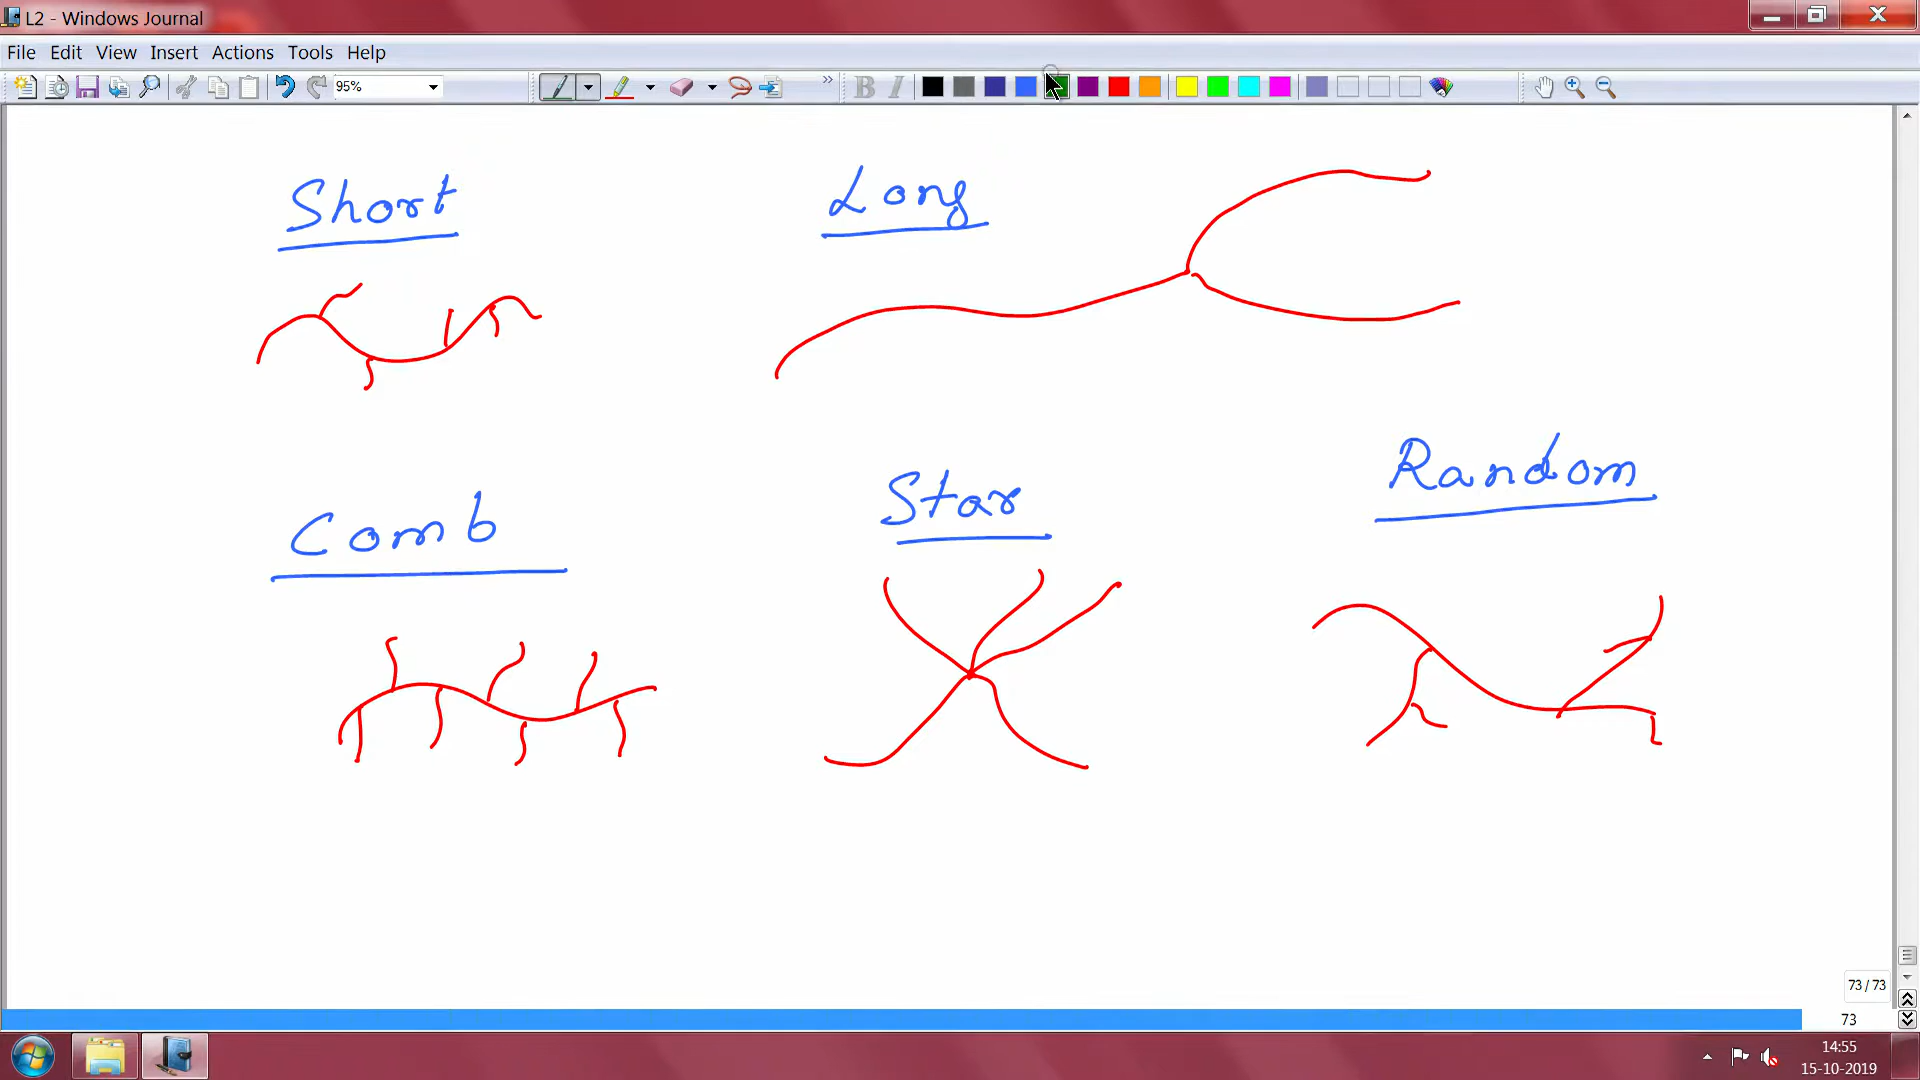 L2 - Windows Journal
File Edit View Insert Actions Tools Help
95%
B I
Short
Long
Comb
Star
Random
73 / 73
73
14:55
15-10-2019